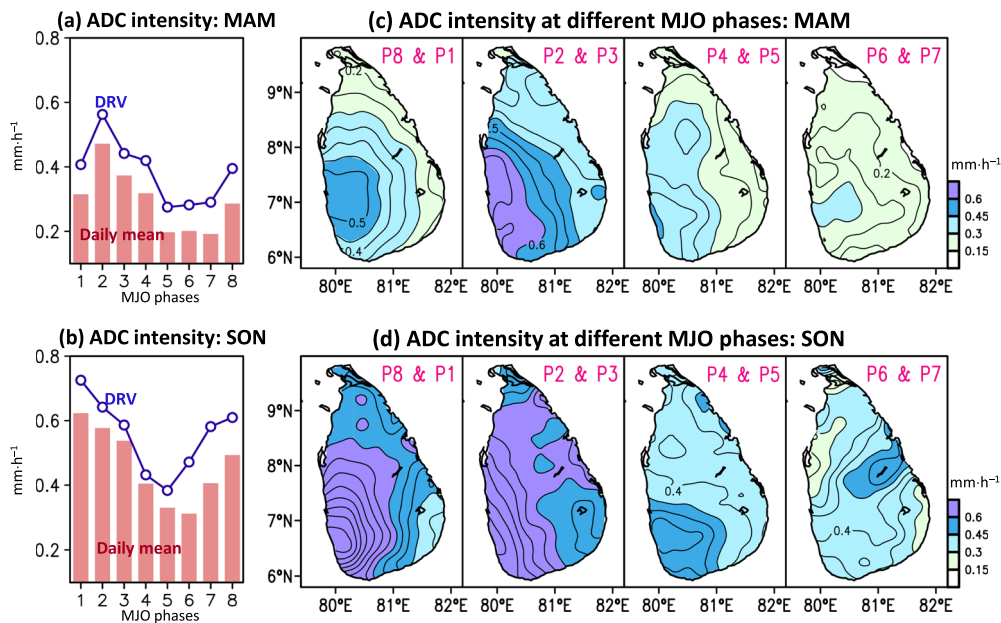 (a) ADC intensity: MAM
0.8
0.6
0.4
0.2
mm·h⁻¹
DRV
Daily mean
1 2 3 4 5 6 7 8
MJO phases
(c) ADC intensity at different MJO phases: MAM
P8 & P1
P2 & P3
P4 & P5
P6 & P7
9°N
8°N
7°N
6°N
0.2
0.5
0.4
.5
0.6
0.2
80°E 81°E 82°E
80°E 81°E 82°E
80°E 81°E 82°E
80°E 81°E 82°E
mm·h⁻¹
0.6
0.45
0.3
0.15
(b) ADC intensity: SON
0.8
0.6
0.4
0.2
mm·h⁻¹
DRV
Daily mean
1 2 3 4 5 6 7 8
MJO phases
(d) ADC intensity at different MJO phases: SON
P8 & P1
P2 & P3
P4 & P5
P6 & P7
9°N
8°N
7°N
6°N
0.4
0.4
80°E 81°E 82°E
80°E 81°E 82°E
80°E 81°E 82°E
80°E 81°E 82°E
mm·h⁻¹
0.6
0.45
0.3
0.15